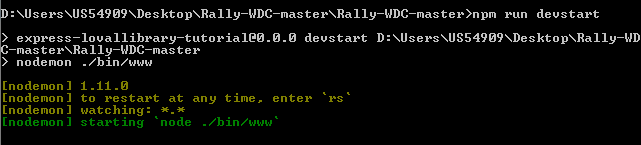 D:\Users\US54909\Desktop\Rally-WDC-master\Rally-WDC-master>npm run devstart
> express-lovallibrary-tutorial@0.0.0 devstart D:\Users\US54909\Desktop\Rally-WD
C-master\Rally-WDC-master
> nodemon ./bin/www
[nodemon] 1.11.0
[nodemon] to restart at any time, enter `rs`
[nodemon] watching: *.*
[nodemon] starting `node ./bin/www`